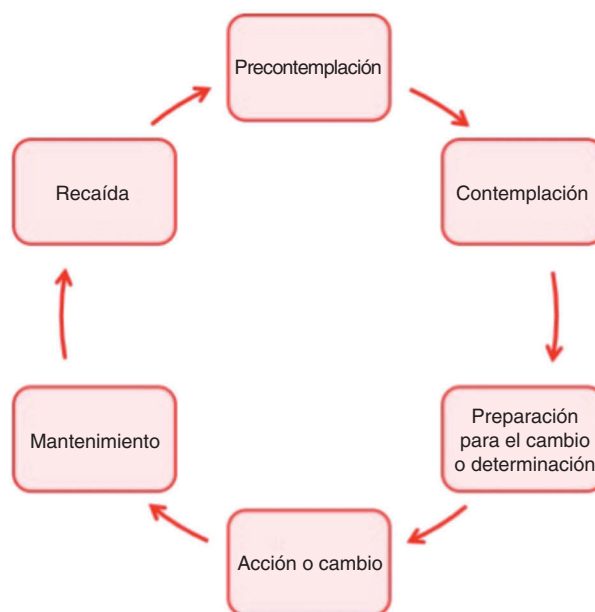 Precontemplación
Contemplación
Preparación
para el cambio
o determinación
Acción o cambio
Mantenimiento
Recaída